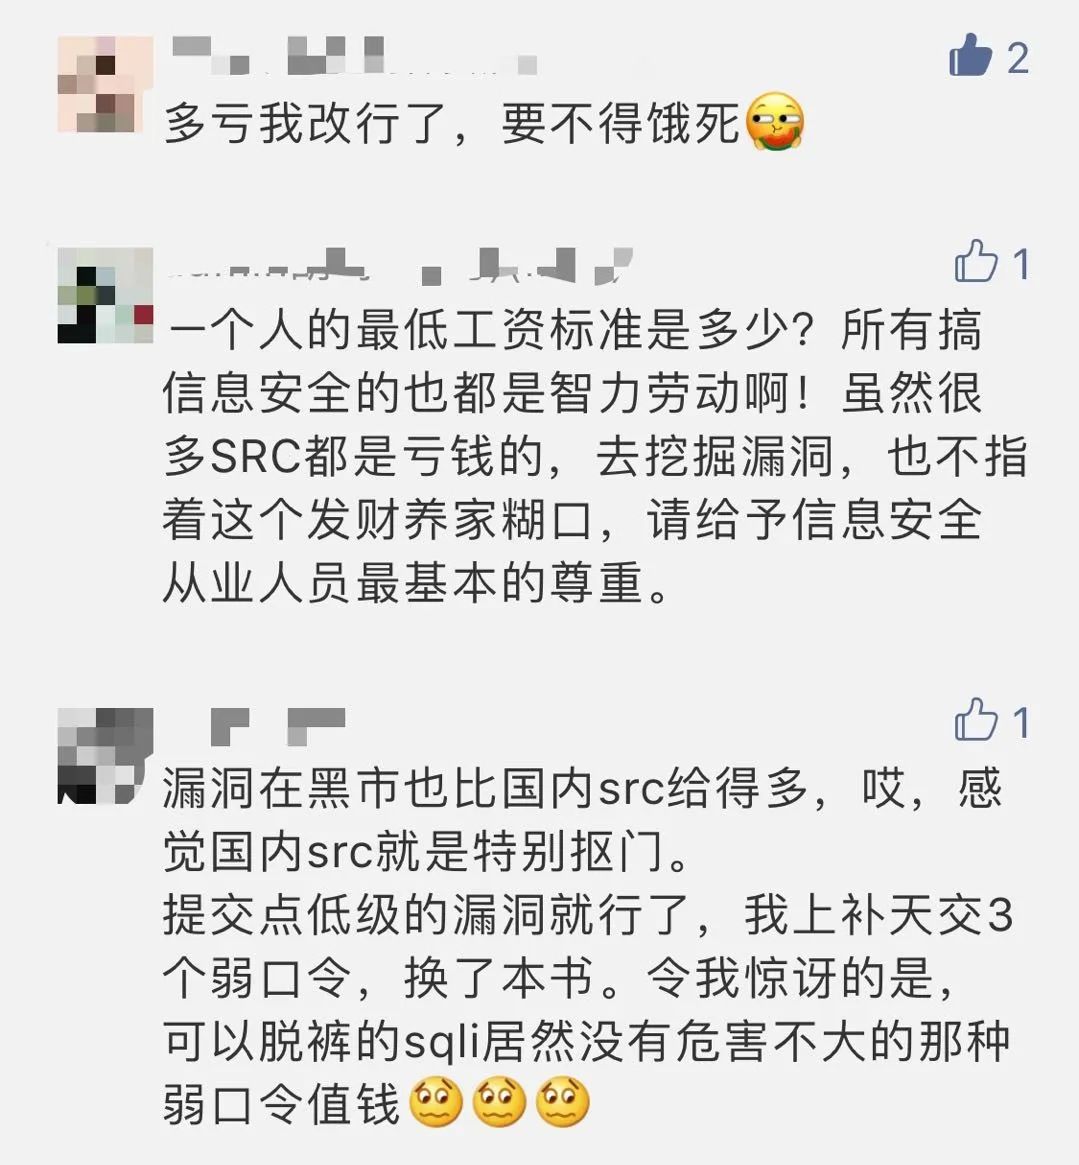 2
多亏我改行了，要不得饿死
1
一个人的最低工资标准是多少？所有搞
信息安全的也都是智力劳动啊！虽然很
多SRC都是亏钱的，去挖掘漏洞，也不指
着这个发财养家糊口，请给予信息安全
从业人员最基本的尊重。
1
漏洞在黑市也比国内src给得多，哎，感
觉国内src就是特别抠门。
提交点低级的漏洞就行了，我上补天交3
个弱口令，换了本书。令我惊讶的是，
可以脱裤的sqli居然没有危害不大的那种
弱口令值钱